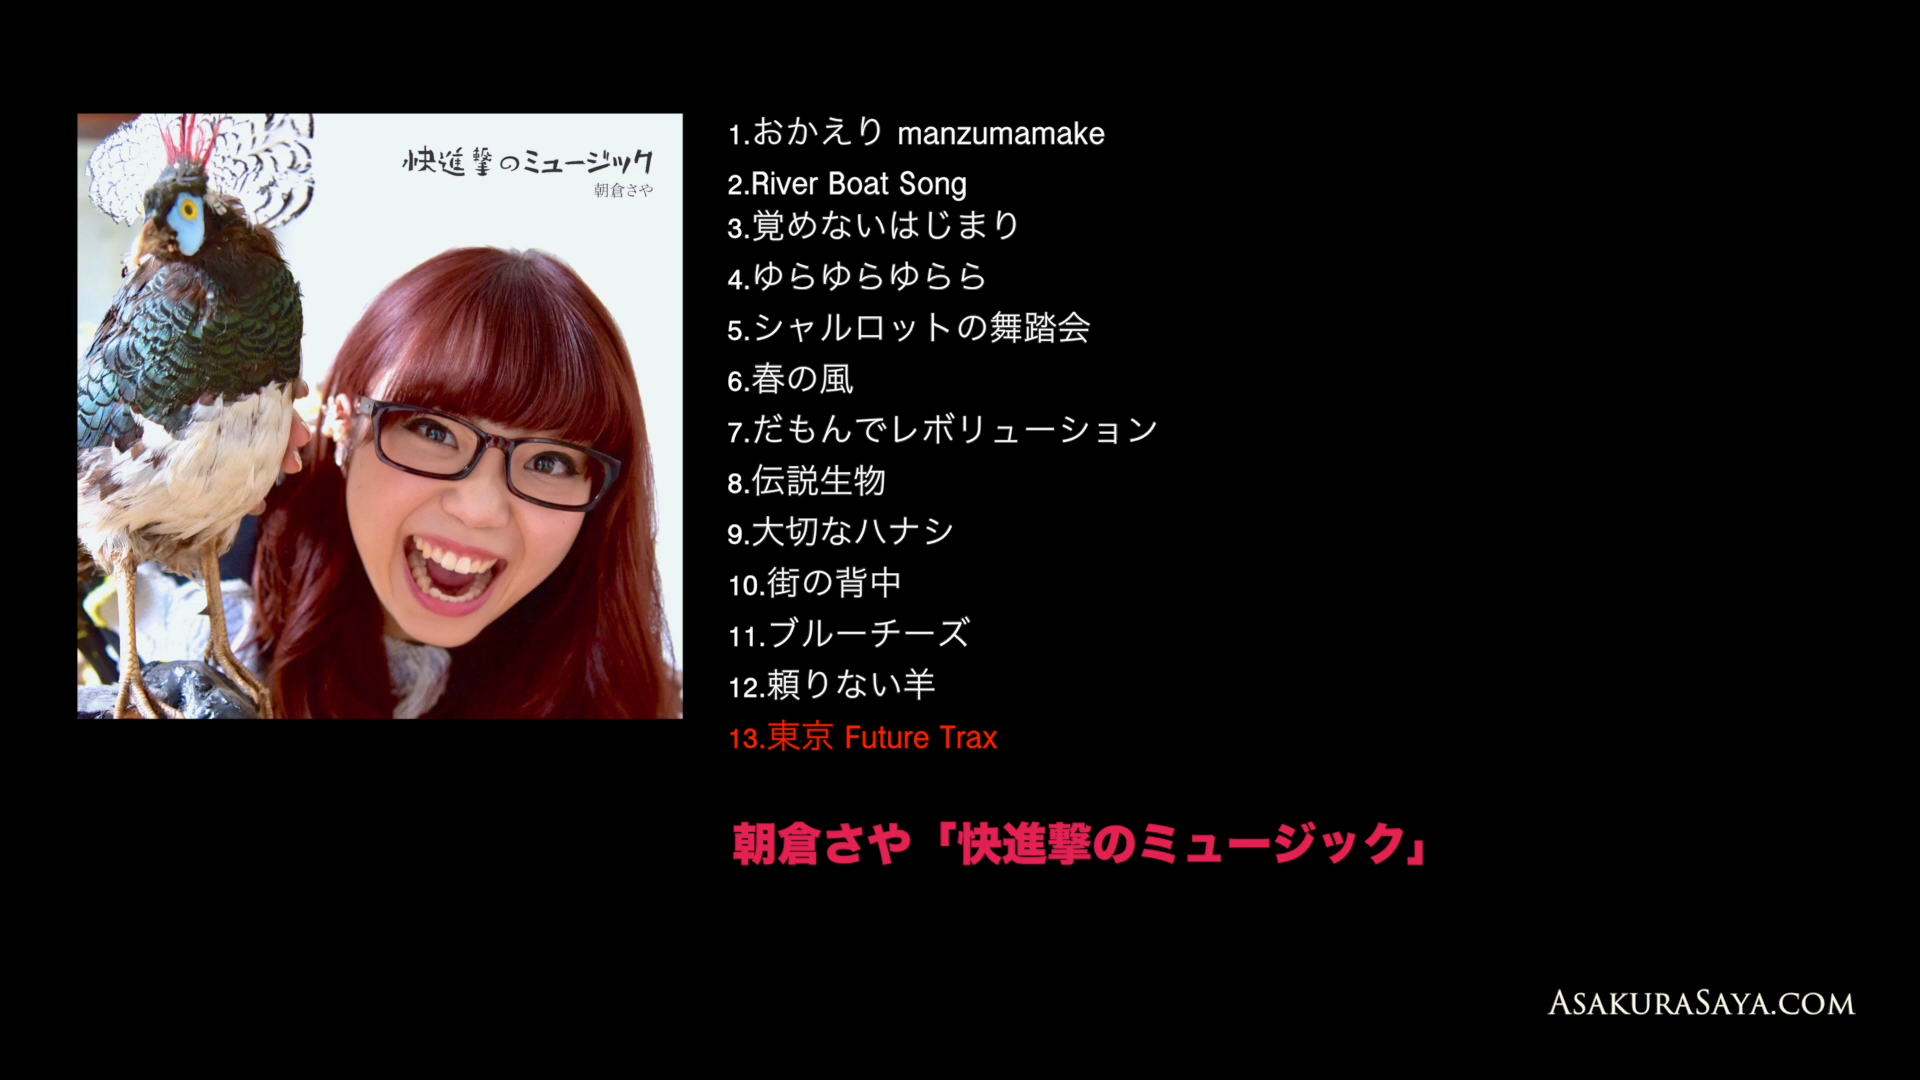 快進撃のミュージック
朝倉さや
1.おかえり manzumamake
2.River Boat Song
3.覚めないはじまり
4.ゆらゆらゆらら
5.シャルロットの舞踏会
6.春の風
7.だもんでレボリューション
8.伝説生物
9.大切なハナシ
10.街の背中
11.ブルーチーズ
12.頼りない羊
13.東京 Future Trax
朝倉さや「快進撃のミュージック」
AsakuraSaya.com